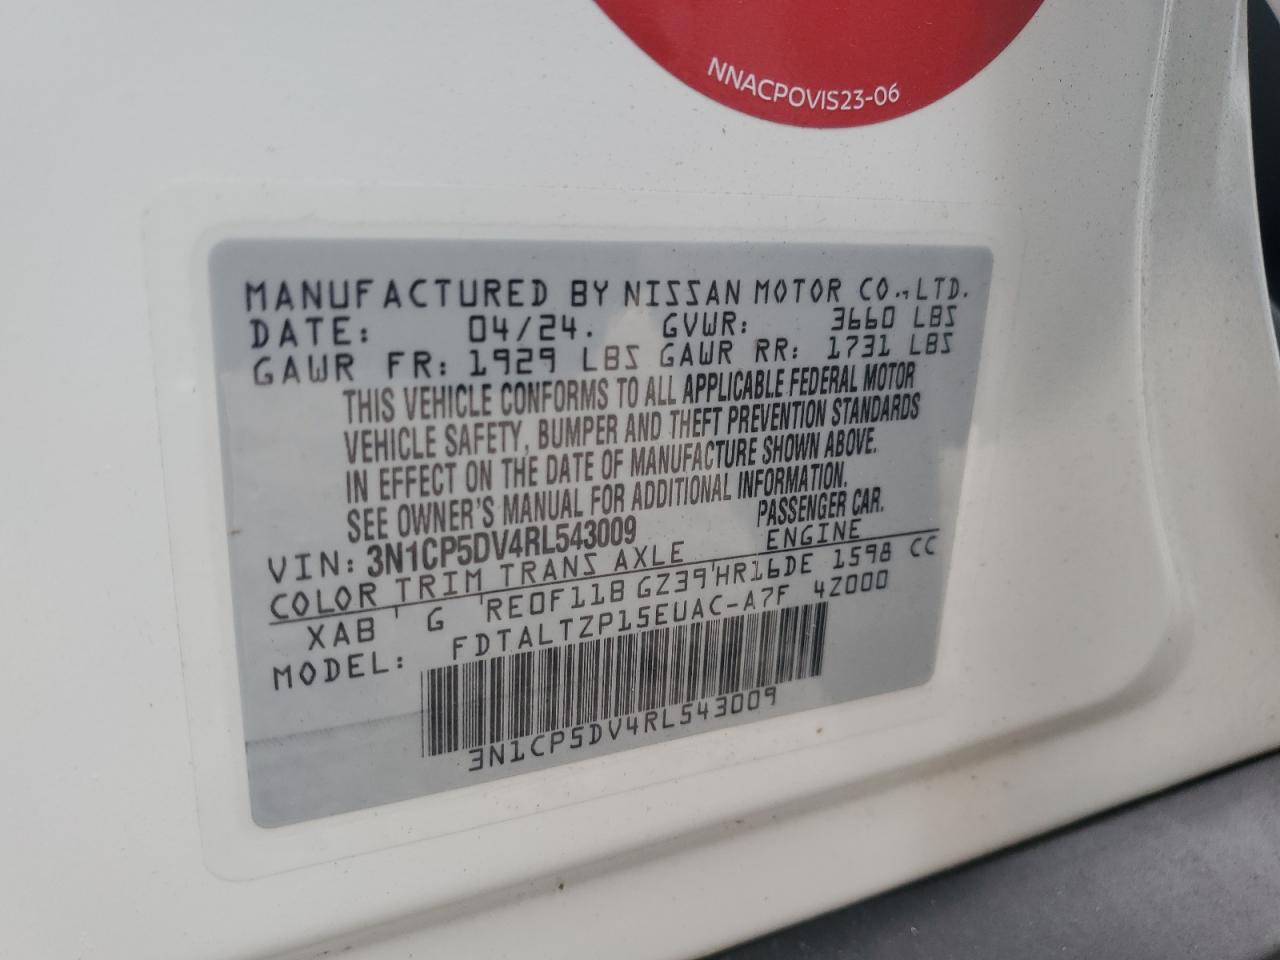 NNACPOVIS23-06
MANUFACTURED BY NISSAN MOTOR CO.,LTD.
DATE: 04/24. GVWR: 3660 LBS
GAWR FR: 1929 LBS GAWR RR: 1731 LBS
THIS VEHICLE CONFORMS TO ALL APPLICABLE FEDERAL MOTOR
VEHICLE SAFETY, BUMPER AND THEFT PREVENTION STANDARDS
IN EFFECT ON THE DATE OF MANUFACTURE SHOWN ABOVE.
SEE OWNER'S MANUAL FOR ADDITIONAL INFORMATION.
VIN: 3N1CP5DV4RL543009 PASSENGER CAR.
COLOR TRIM TRANS AXLE ENGINE
XAB G RE0F11B GZ39 HR16DE 1598 CC
MODEL: FDTALTZP15EUAC-A7F 4Z000
3N1CP5DV4RL543009